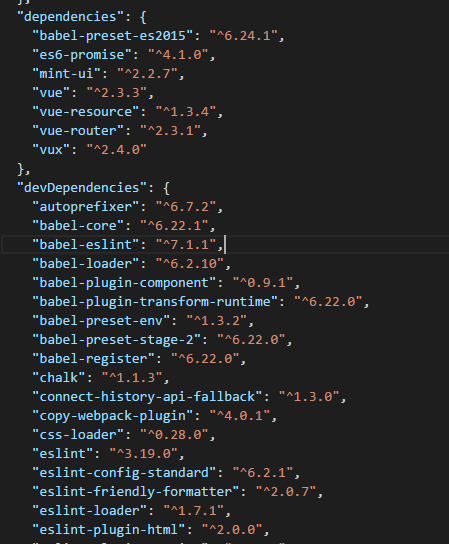 },
"dependencies": {
"babel-preset-es2015": "^6.24.1",
"es6-promise": "^4.1.0",
"mint-ui": "^2.2.7",
"vue": "^2.3.3",
"vue-resource": "^1.3.4",
"vue-router": "^2.3.1",
"vux": "^2.4.0"
},
"devDependencies": {
"autoprefixer": "^6.7.2",
"babel-core": "^6.22.1",
"babel-eslint": "^7.1.1",
"babel-loader": "^6.2.10",
"babel-plugin-component": "^0.9.1",
"babel-plugin-transform-runtime": "^6.22.0",
"babel-preset-env": "^1.3.2",
"babel-preset-stage-2": "^6.22.0",
"babel-register": "^6.22.0",
"chalk": "^1.1.3",
"connect-history-api-fallback": "^1.3.0",
"copy-webpack-plugin": "^4.0.1",
"css-loader": "^0.28.0",
"eslint": "^3.19.0",
"eslint-config-standard": "^6.2.1",
"eslint-friendly-formatter": "^2.0.7",
"eslint-loader": "^1.7.1",
"eslint-plugin-html": "^2.0.0",